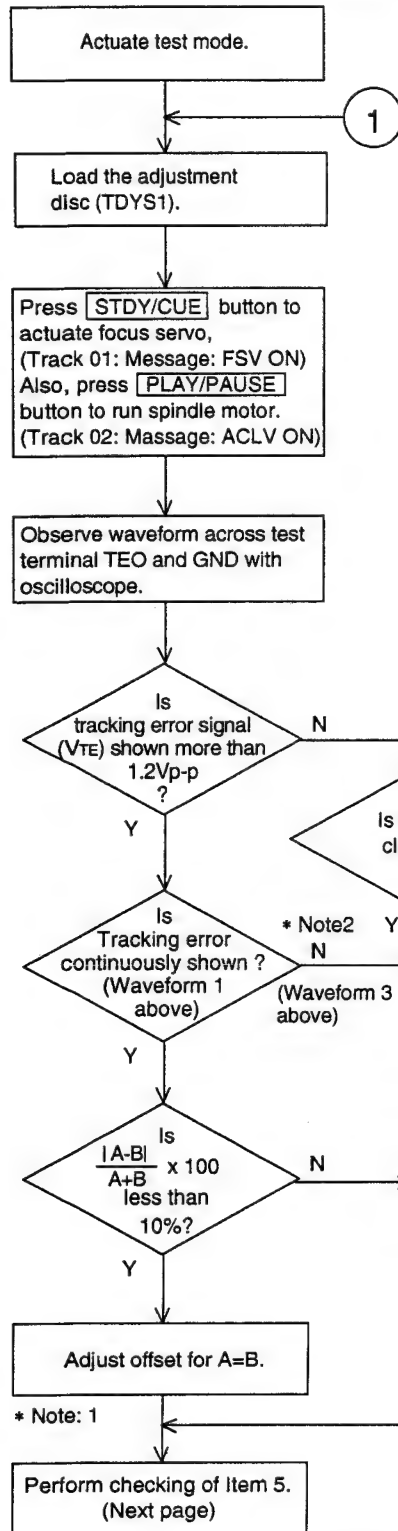 Actuate test mode.
1
Load the adjustment
disc (TDYS1).
Press STDY/CUE button to
actuate focus servo,
(Track 01: Message: FSV ON)
Also, press PLAY/PAUSE
button to run spindle motor.
(Track 02: Massage: ACLV ON)
Observe waveform across test
terminal TEO and GND with
oscilloscope.
Is
tracking error signal
(VTE) shown more than
1.2Vp-p
?
N
Y
Is
cl
* Note2 Y
Is
Tracking error
continuously shown ?
(Waveform 1
above)
N
(Waveform 3
above)
Y
Is
|A-B|
A+B
x 100
less than
10%?
N
Y
Adjust offset for A=B.
* Note: 1
Perform checking of Item 5.
(Next page)